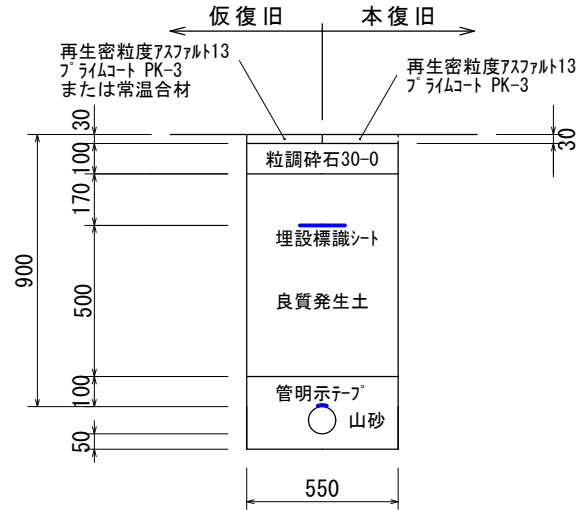 仮復旧
本復旧
再生密粒度ｱｽﾌｧﾙﾄ13
ﾌﾟﾗｲﾑｺｰﾄ PK-3
または常温合材
再生密粒度ｱｽﾌｧﾙﾄ13
ﾌﾟﾗｲﾑｺｰﾄ PK-3
30
30
100
粒調砕石30-0
170
埋設標識ｼｰﾄ
900
500
良質発生土
100
管明示ﾃｰﾌﾟ
山砂
50
550